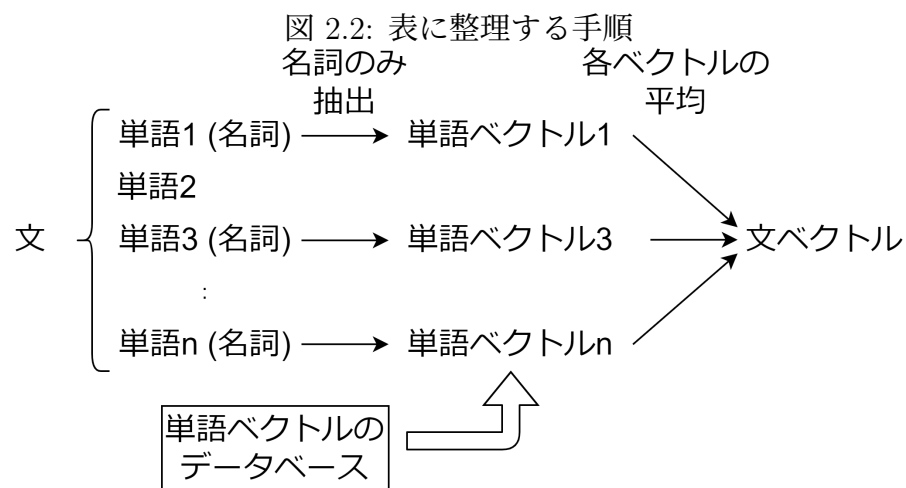 図 2.2: 表に整理する手順
名詞のみ
抽出
各ベクトルの
平均
文
単語1 (名詞)
単語ベクトル1
単語2
単語3 (名詞)
単語ベクトル3
文ベクトル
:
単語n (名詞)
単語ベクトルn
単語ベクトルの
データベース